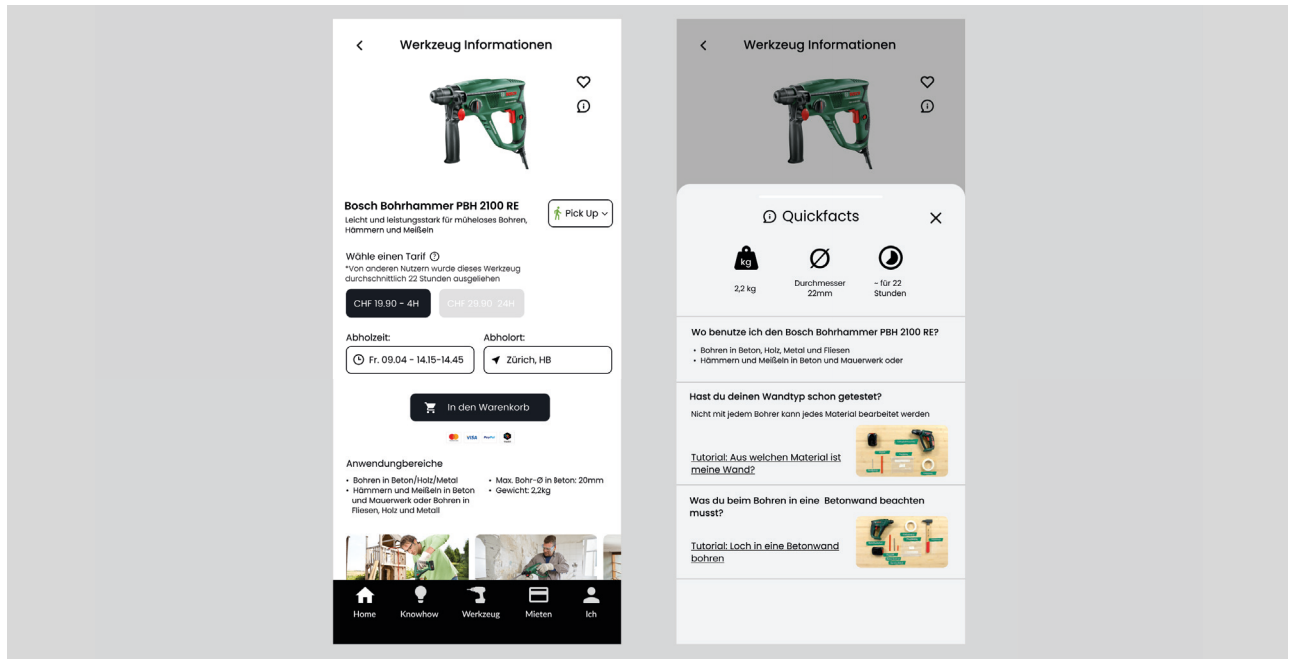 Werkzeug Informationen
BOSCH
Bosch Bohrhammer PBH 2100 RE
Leicht und leistungsstark für müheloses Bohren,
Hämmern und Meißeln
Pick Up
Wähle einen Tarif
*Von anderen Nutzern wurde dieses Werkzeug
durchschnittlich 22 Stunden ausgeliehen
CHF 19.90 - 4H
CHF 29.90 24H
Abholzeit:
Abholort:
Fr. 09.04 - 14.15-14.45
Zürich, HB
In den Warenkorb
VISA
PayPal
Anwendungbereiche
• Bohren in Beton/Holz/Metal
• Hämmern und Meißeln in Beton
und Mauerwerk oder Bohren in
Fliesen, Holz und Metall
• Max. Bohr-Ø in Beton: 20mm
• Gewicht: 2,2kg
Home
Knowhow
Werkzeug
Mieten
Ich
Werkzeug Informationen
BOSCH
Quickfacts
kg
2,2 kg
Durchmesser
22mm
~ für 22
Stunden
Wo benutze ich den Bosch Bohrhammer PBH 2100 RE?
• Bohren in Beton, Holz, Metal und Fliesen
• Hämmern und Meißeln in Beton und Mauerwerk oder
Hast du deinen Wandtyp schon getestet?
Nicht mit jedem Bohrer kann jedes Material bearbeitet werden
Tutorial: Aus welchen Material ist
meine Wand?
Was du beim Bohren in eine Betonwand beachten
musst?
Tutorial: Loch in eine Betonwand
bohren